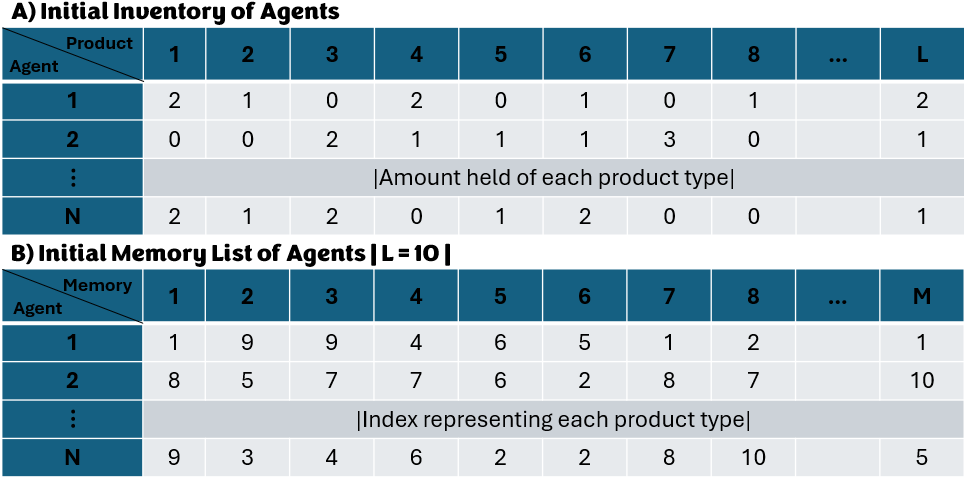 A) Initial Inventory of Agents
Product
Agent
1 2 3 4 5 6 7 8 ... L
1 2 1 0 2 0 1 0 1 2
2 0 0 2 1 1 1 3 0 1
⋮ |Amount held of each product type|
N 2 1 2 0 1 2 0 0 1
B) Initial Memory List of Agents | L = 10 |
Memory
Agent
1 2 3 4 5 6 7 8 ... M
1 1 9 9 4 6 5 1 2 1
2 8 5 7 7 6 2 8 7 10
⋮ |Index representing each product type|
N 9 3 4 6 2 2 8 10 5